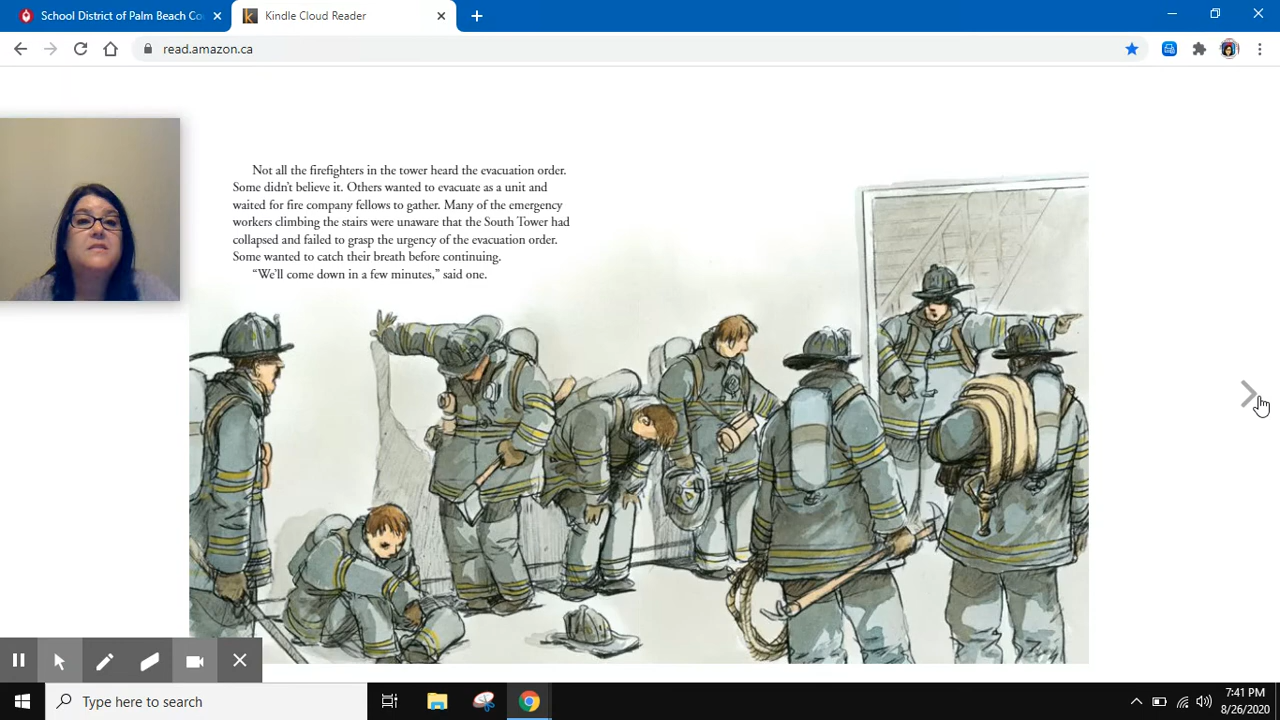 School District of Palm Beach Co
Kindle Cloud Reader
read.amazon.ca
Not all the firefighters in the tower heard the evacuation order.
Some didn't believe it. Others wanted to evacuate as a unit and
waited for fire company fellows to gather. Many of the emergency
workers climbing the stairs were unaware that the South Tower had
collapsed and failed to grasp the urgency of the evacuation order.
Some wanted to catch their breath before continuing.
“We'll come down in a few minutes,” said one.
Type here to search
7:41 PM
8/26/2020